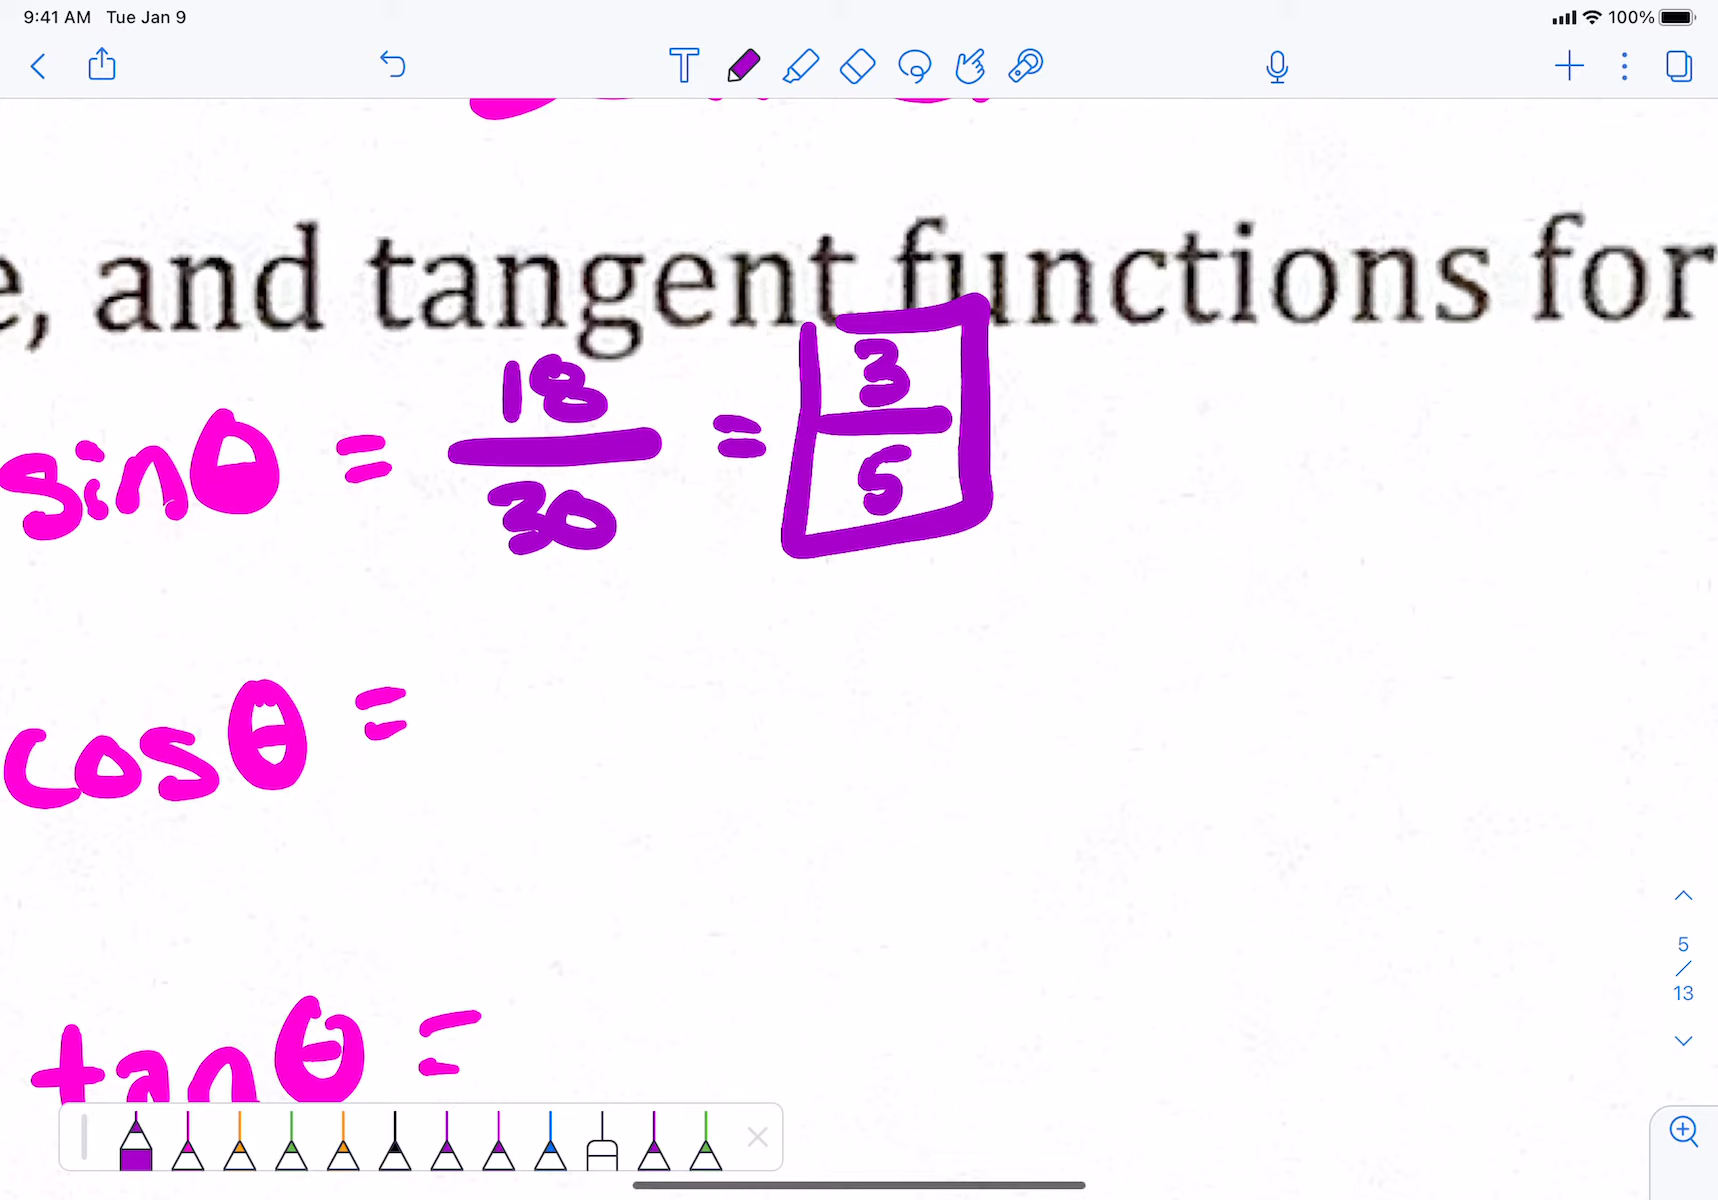 9:41 AM Tue Jan 9 100%
T
e, and tangent functions for
sinθ = 18/30 = 3/5
cosθ =
5
/
13
tanθ =